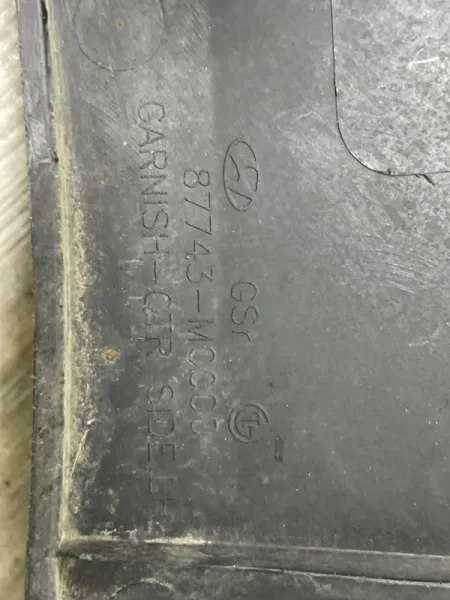 GSr
87743-M0000
GARNISH-CTR SIDE,LH